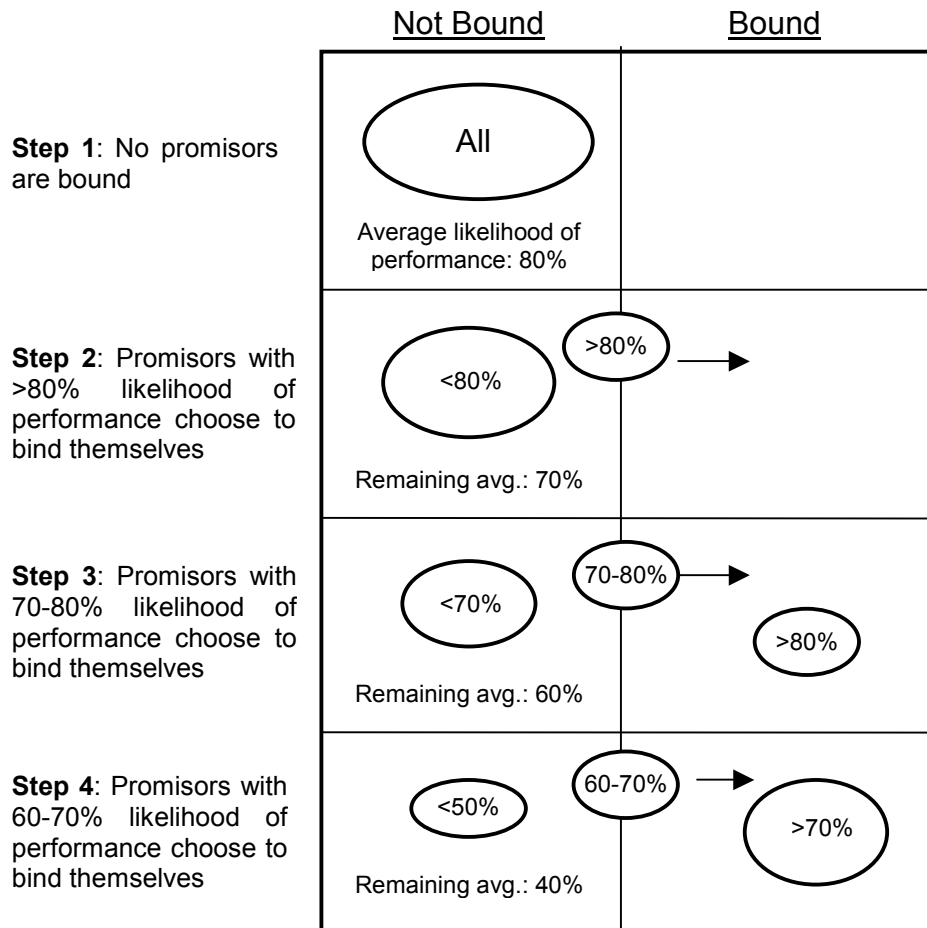 Not Bound Bound
Step 1: No promisors
are bound
All
Average likelihood of
performance: 80%
Step 2: Promisors with
>80% likelihood of
performance choose to
bind themselves
<80%
>80%
Remaining avg.: 70%
Step 3: Promisors with
70-80% likelihood of
performance choose to
bind themselves
<70%
70-80%
>80%
Remaining avg.: 60%
Step 4: Promisors with
60-70% likelihood of
performance choose to
bind themselves
<50%
60-70%
>70%
Remaining avg.: 40%